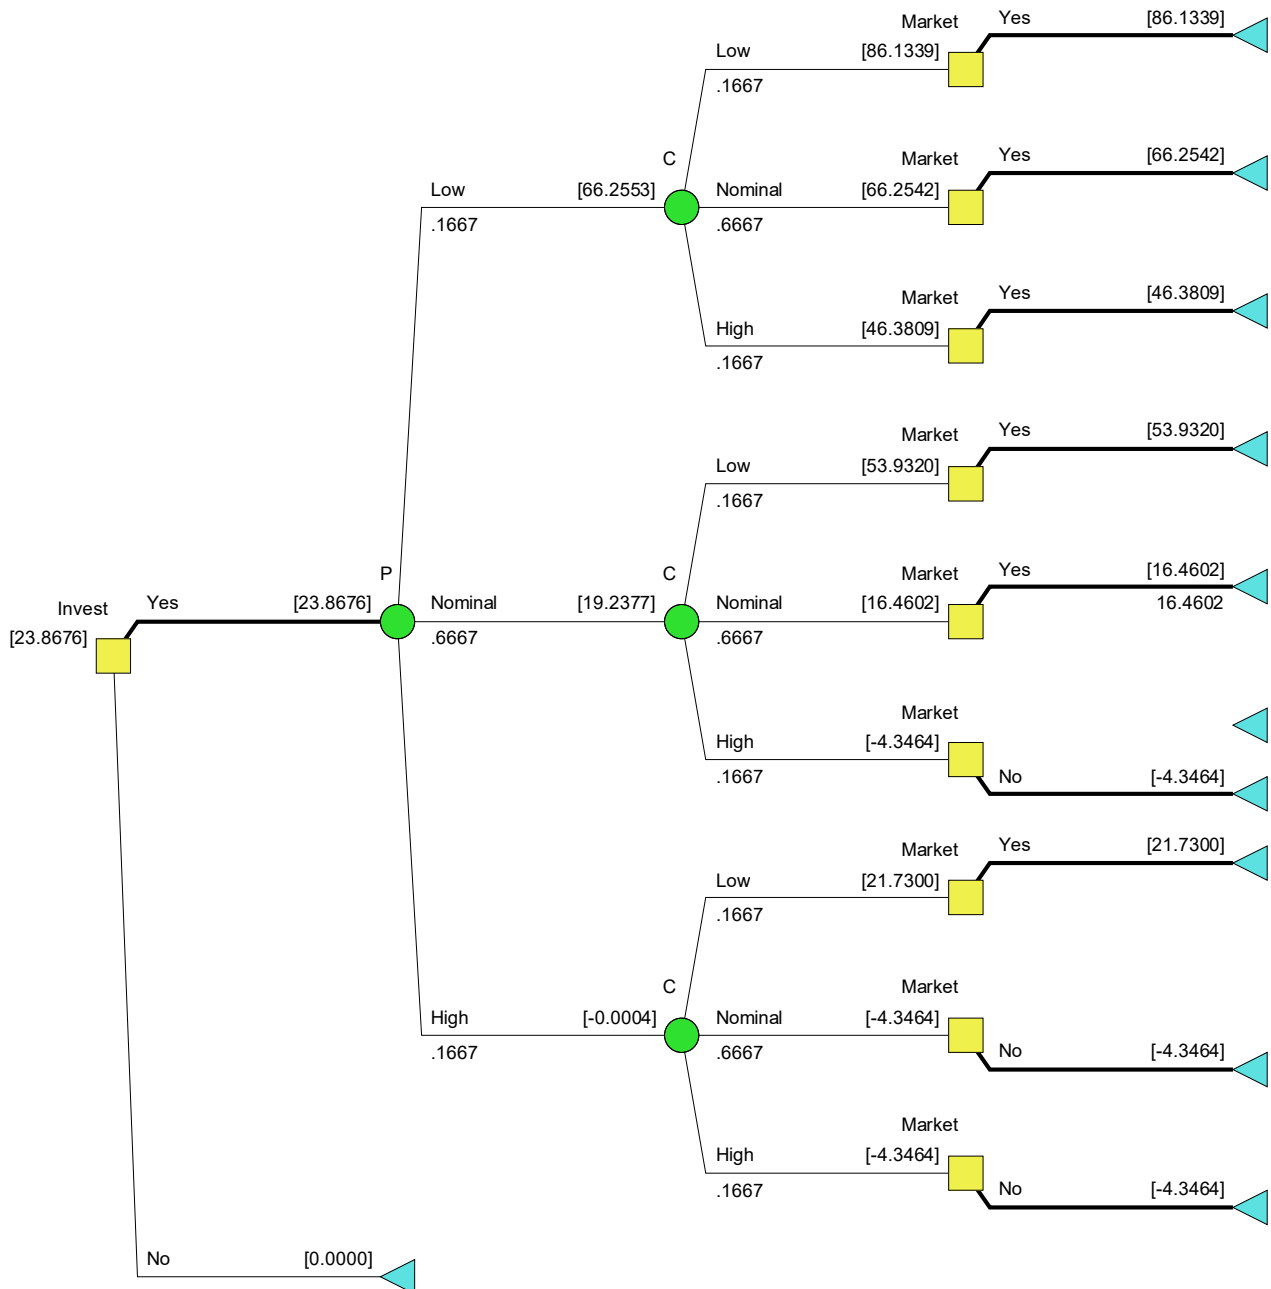 Market Yes [86.1339]
Low [86.1339]
.1667
C Market Yes [66.2542]
Low [66.2553] Nominal [66.2542]
.1667 .6667
Market Yes [46.3809]
High [46.3809]
.1667
Market Yes [53.9320]
Low [53.9320]
.1667
P C Market Yes [16.4602]
Invest Yes [23.8676] Nominal [19.2377] Nominal [16.4602] 16.4602
[23.8676] .6667 .6667
Market
High [-4.3464]
.1667 No [-4.3464]
Market Yes [21.7300]
Low [21.7300]
.1667
C Market
High [-0.0004] Nominal [-4.3464]
.1667 .6667 No [-4.3464]
Market
High [-4.3464]
.1667 No [-4.3464]
No [0.0000]